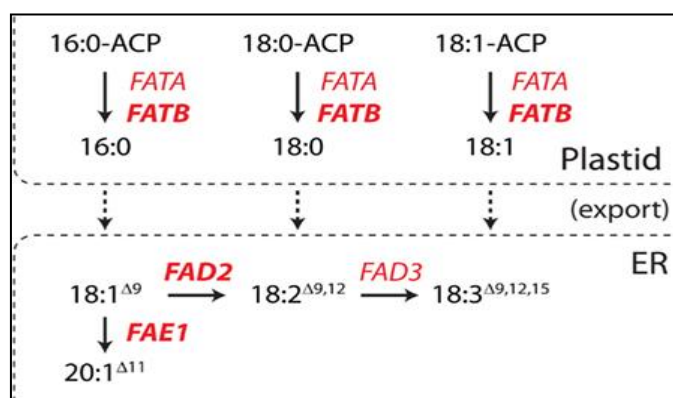 16:0-ACP 18:0-ACP 18:1-ACP
FATA FATA FATA
FATB FATB FATB
16:0 18:0 18:1
Plastid
(export)
ER
18:1Δ9 FAD2 18:2Δ9,12 FAD3 18:3Δ9,12,15
FAE1
20:1Δ11